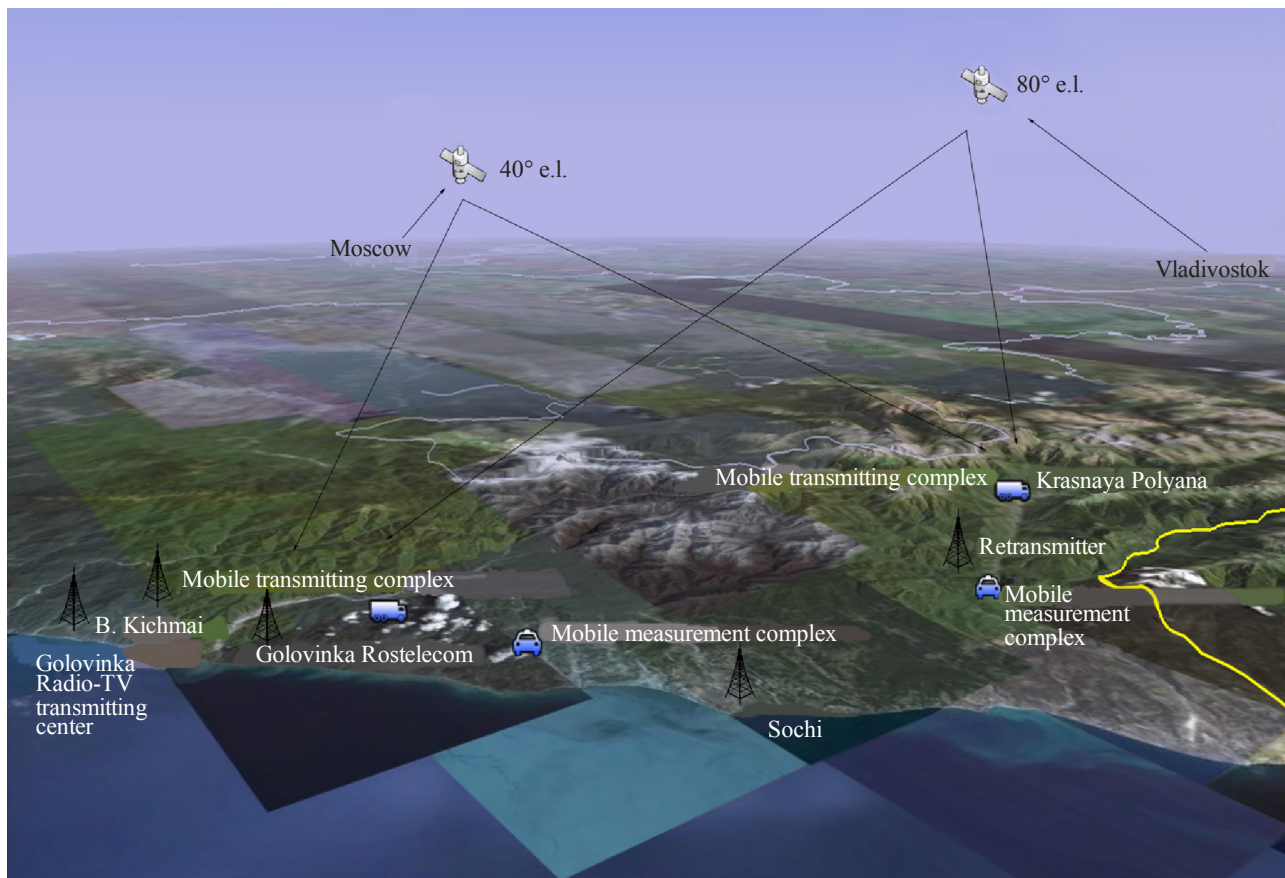 80° e.l.
40° e.l.
Moscow
Vladivostok
Mobile transmitting complex
Krasnaya Polyana
Retransmitter
Mobile transmitting complex
Mobile
measurement
complex
B. Kichmai
Mobile measurement complex
Golovinka Rostelecom
Golovinka
Radio-TV
transmitting
center
Sochi